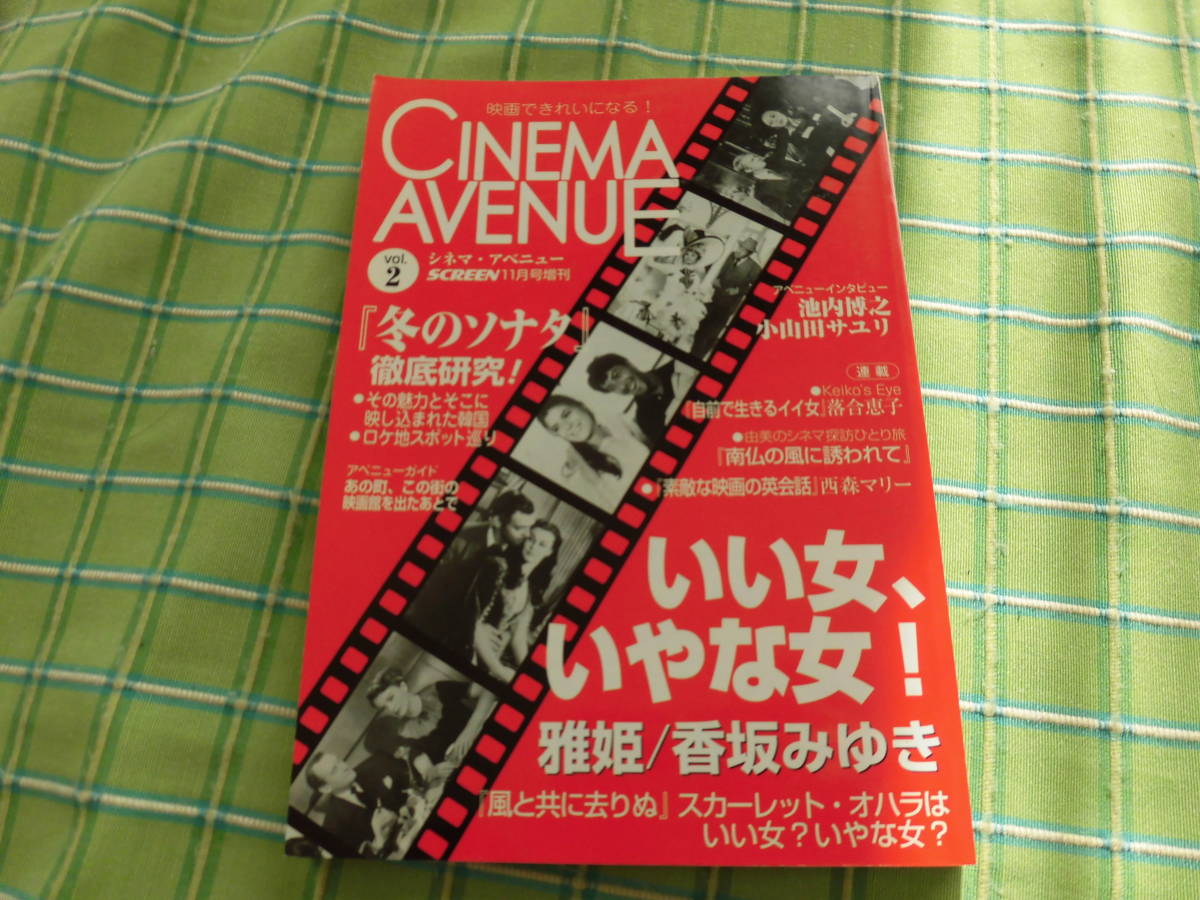 映画できれいになる!
CINEMA
AVENUE
vol.
2
シネマ・アベニュー
SCREEN11月号増刊
『冬のソナタ』
徹底研究!
●その魅力とそこに
映し込まれた韓国
●ロケ地スポット巡り
アベニューガイド
あの町、この街の
映画館を出たあとで
アベニューインタビュー
池内博之
小山田サユリ
連載
●Keiko's Eye
『自前で生きるイイ女』落合恵子
●由美のシネマ探訪ひとり旅
『南仏の風に誘われて』
●『素敵な映画の英会話』西森マリー
いい女、
いやな女!
雅姫/香坂みゆき
『風と共に去りぬ』スカーレット・オハラは
いい女?いやな女?